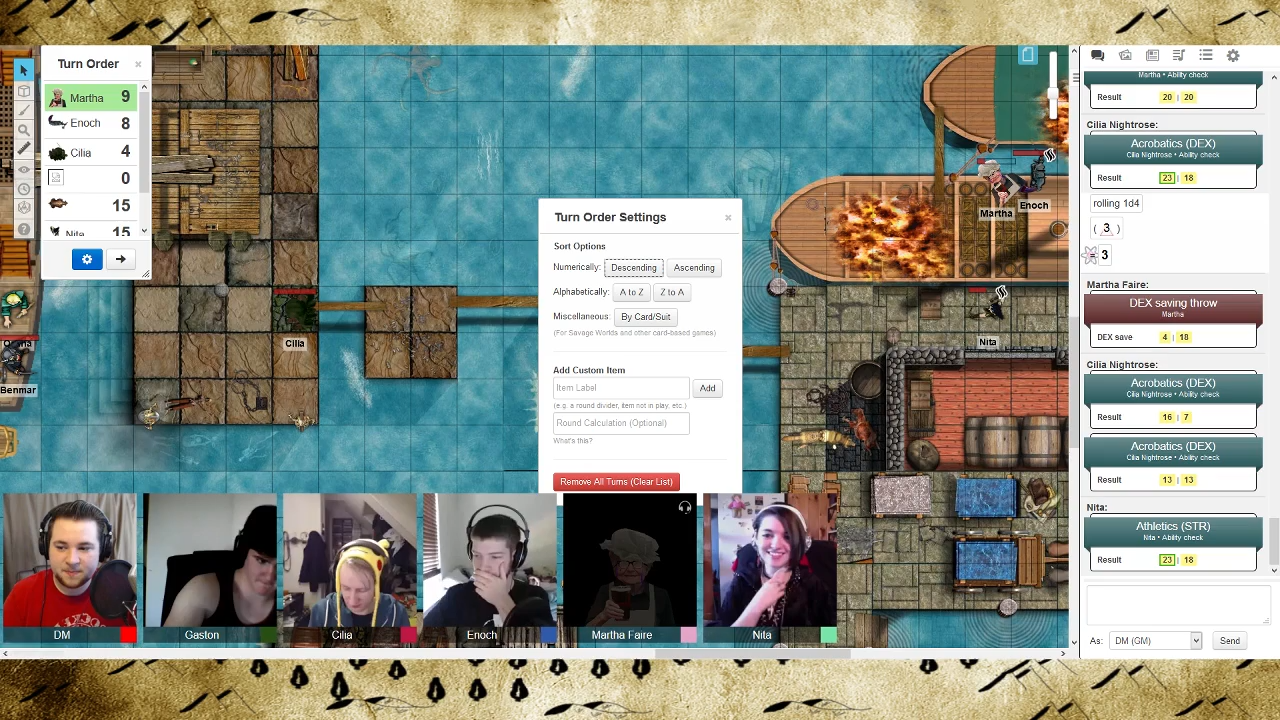 Turn Order ×
Martha 9
Enoch 8
Cilia 4
0
15
Nita 15
Benmar
Cilia
Martha
Enoch
Nita
Turn Order Settings ×
Sort Options
Numerically: Descending Ascending
Alphabetically: A to Z Z to A
Miscellaneous: By Card/Suit
(For Savage Worlds and other card-based games)
Add Custom Item
Item Label Add
(e.g. a round divider, item not in play, etc.)
Round Calculation (Optional)
What's this?
Remove All Turns (Clear List)
DM
Gaston
Cilia
Enoch
Martha Faire
Nita
Martha • Ability check
Result 20 | 20
Cilia Nightrose:
Acrobatics (DEX)
Cilia Nightrose • Ability check
Result 23 | 18
rolling 1d4
( 3 )
= 3
Martha Faire:
DEX saving throw
Martha
DEX save 4 | 18
Cilia Nightrose:
Acrobatics (DEX)
Cilia Nightrose • Ability check
Result 16 | 7
Acrobatics (DEX)
Cilia Nightrose • Ability check
Result 13 | 13
Nita:
Athletics (STR)
Nita • Ability check
Result 23 | 18
As: DM (GM) Send